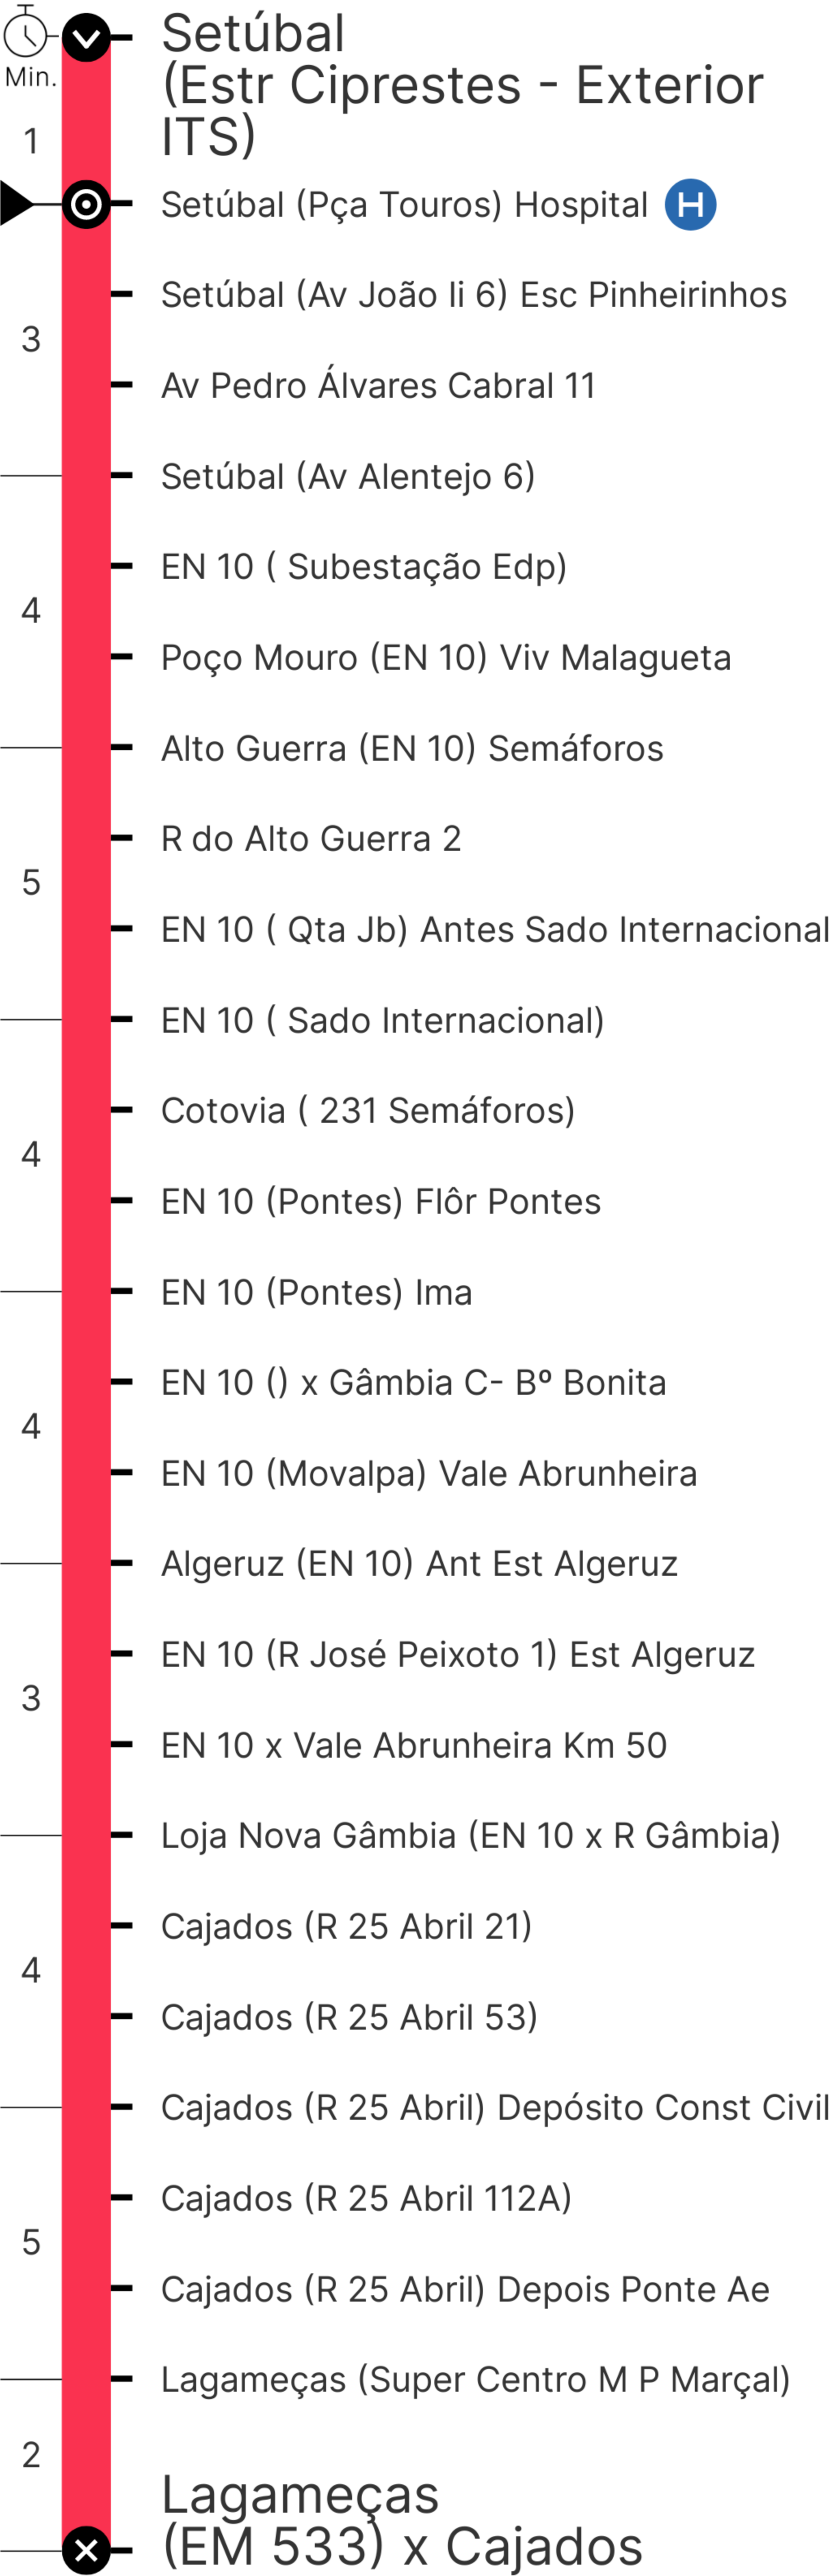 Min.
Setúbal
(Estr Ciprestes - Exterior
ITS)
1
Setúbal (Pça Touros) Hospital H
Setúbal (Av João Ii 6) Esc Pinheirinhos
3
Av Pedro Álvares Cabral 11
Setúbal (Av Alentejo 6)
EN 10 ( Subestação Edp)
4
Poço Mouro (EN 10) Viv Malagueta
Alto Guerra (EN 10) Semáforos
R do Alto Guerra 2
5
EN 10 ( Qta Jb) Antes Sado Internacional
EN 10 ( Sado Internacional)
Cotovia ( 231 Semáforos)
4
EN 10 (Pontes) Flôr Pontes
EN 10 (Pontes) Ima
EN 10 () x Gâmbia C- Bº Bonita
4
EN 10 (Movalpa) Vale Abrunheira
Algeruz (EN 10) Ant Est Algeruz
EN 10 (R José Peixoto 1) Est Algeruz
3
EN 10 x Vale Abrunheira Km 50
Loja Nova Gâmbia (EN 10 x R Gâmbia)
Cajados (R 25 Abril 21)
4
Cajados (R 25 Abril 53)
Cajados (R 25 Abril) Depósito Const Civil
Cajados (R 25 Abril 112A)
5
Cajados (R 25 Abril) Depois Ponte Ae
Lagameças (Super Centro M P Marçal)
2
Lagameças
(EM 533) x Cajados